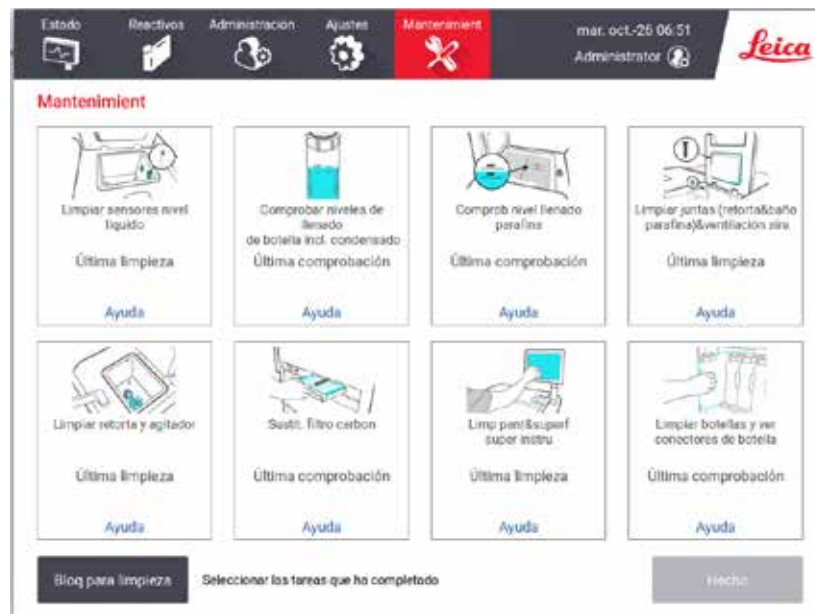 Estado
Reactivos
Administracion
Ajustes
Mantenimient
mar. oct.-26 06:51
Administrator
Leica
Mantenimient
Limpiar sensores nivel
líquido
Última limpieza
Ayuda
Comprobar niveles de
llenado
de botella incl. condensado
Última comprobación
Ayuda
Comprob nivel llenado
parafina
Última comprobación
Ayuda
Limpiar juntas (retorta&baño
parafina)&ventilacion aire
Última limpieza
Ayuda
Limpiar retorta y agitador
Última limpieza
Ayuda
Sustit. filtro carbon
Última comprobación
Ayuda
Limp pant&superf
super instru
Última limpieza
Ayuda
Limpiar botellas y ver
conectores de botella
Última comprobación
Ayuda
Bloq para limpieza
Seleccionar las tareas que ha completado
Hecho